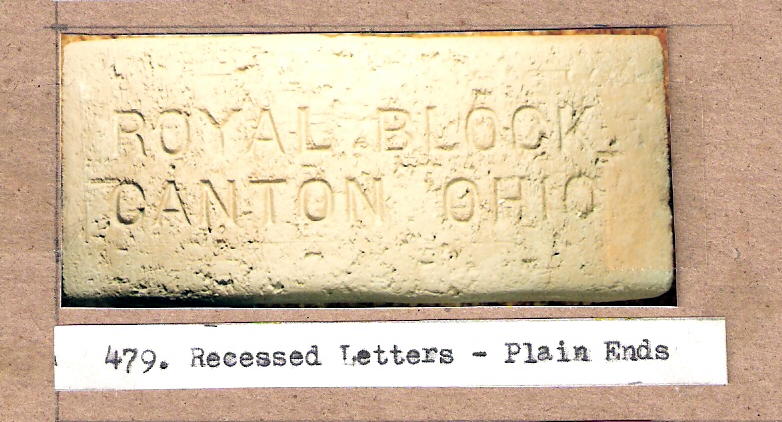 ROYAL BLOCK
CANTON OHIO
479. Recessed Letters - Plain Ends